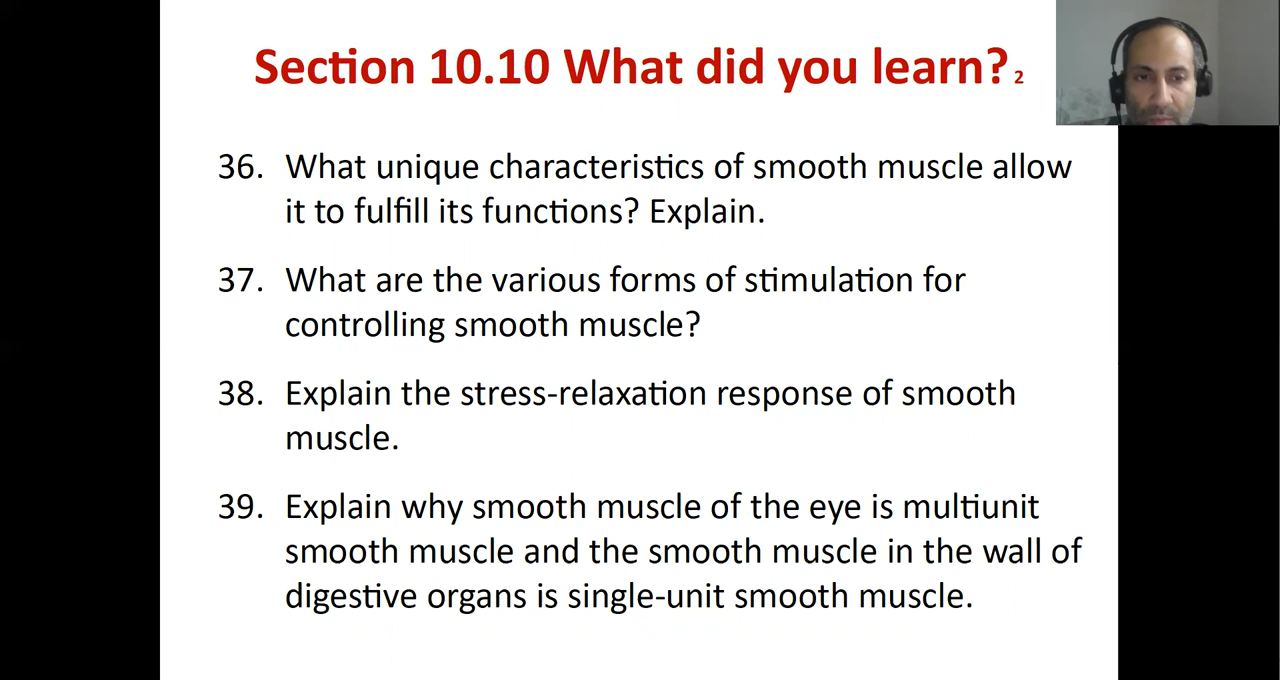 Section 10.10 What did you learn? 2
36. What unique characteristics of smooth muscle allow
it to fulfill its functions? Explain.
37. What are the various forms of stimulation for
controlling smooth muscle?
38. Explain the stress-relaxation response of smooth
muscle.
39. Explain why smooth muscle of the eye is multiunit
smooth muscle and the smooth muscle in the wall of
digestive organs is single-unit smooth muscle.